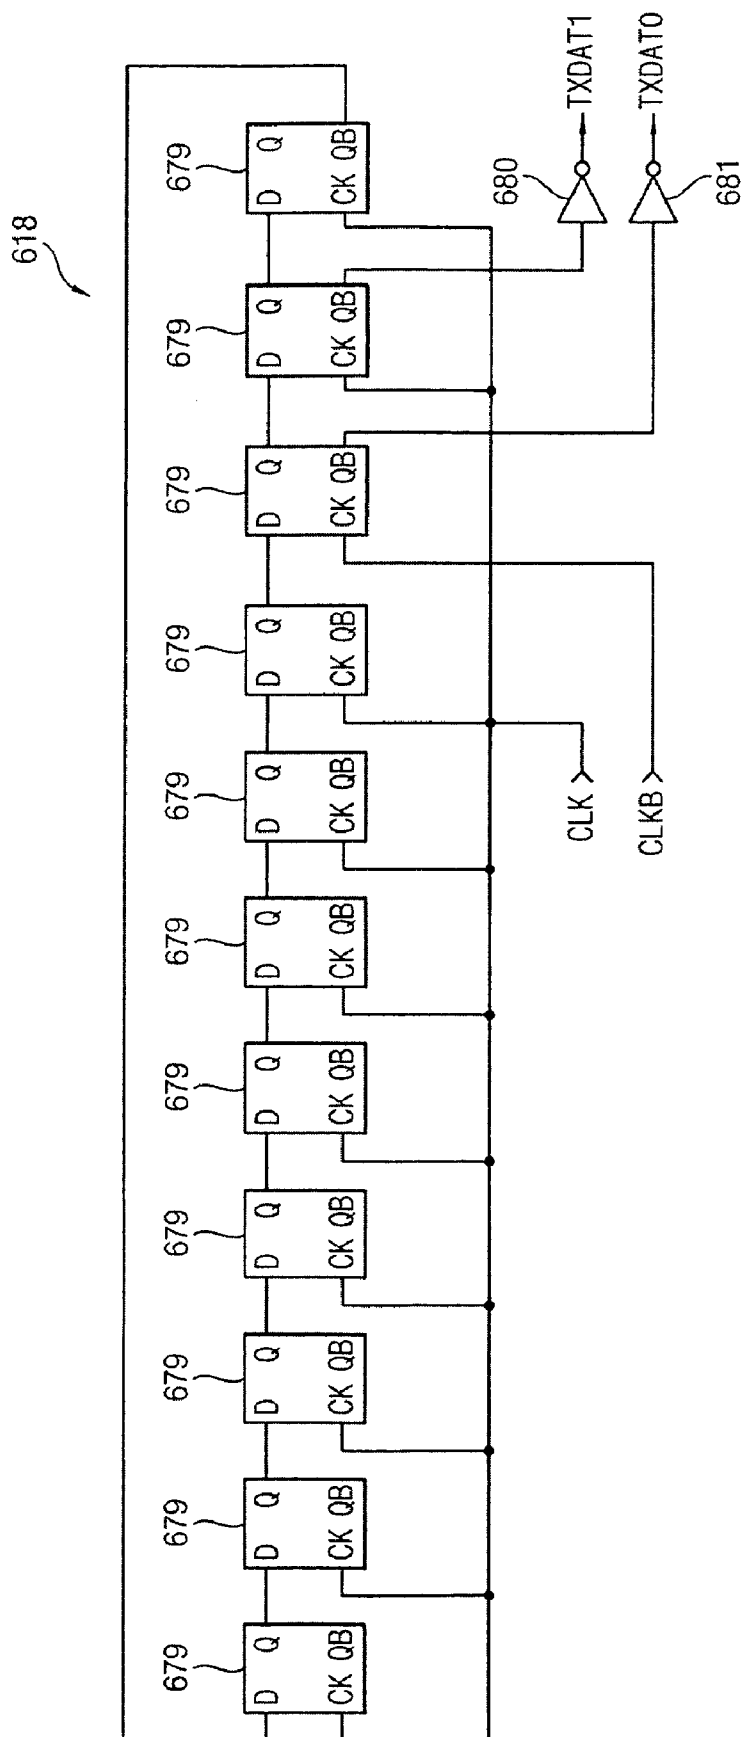 618
679 679 679 679 679 679 679 679 679 679 679
D Q D Q D Q D Q D Q D Q D Q D Q D Q D Q D Q
CK QB CK QB CK QB CK QB CK QB CK QB CK QB CK QB CK QB CK QB CK QB
680
CLK TXDAT1
CLKB TXDAT0
681